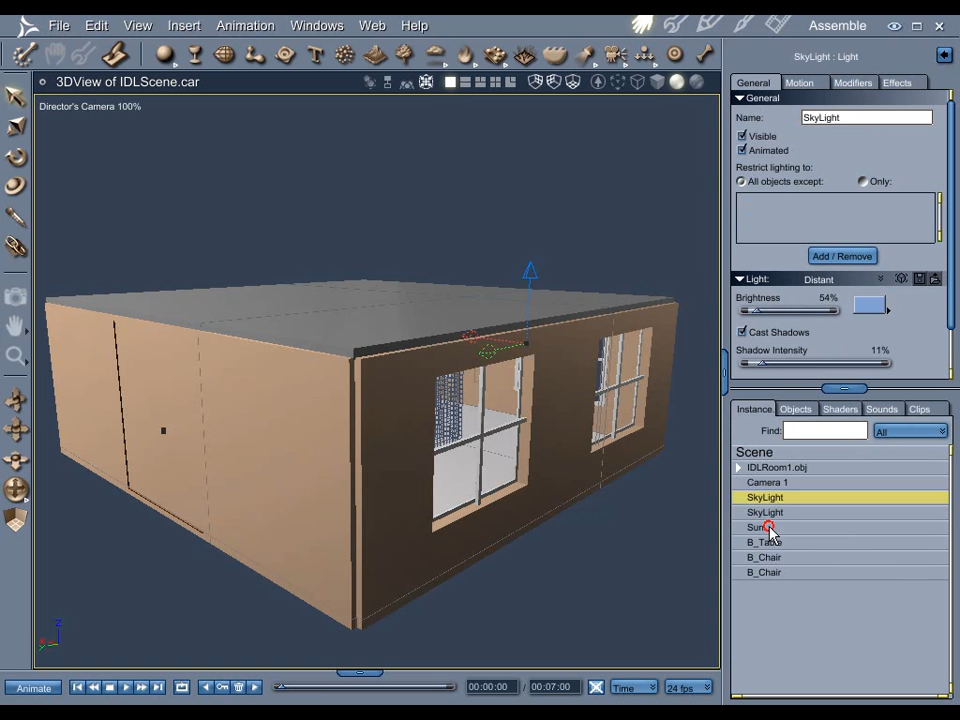 File Edit View Insert Animation Windows Web Help Assemble
3DView of IDLScene.car
Director's Camera 100%
SkyLight : Light
General Motion Modifiers Effects
General
Name: SkyLight
Visible
Animated
Restrict lighting to:
All objects except: Only:
Add / Remove
Light: Distant
Brightness 54%
Cast Shadows
Shadow Intensity 11%
Instance Objects Shaders Sounds Clips
Find: All
Scene
IDLRoom1.obj
Camera 1
SkyLight
SkyLight
B_Chair
B_Chair
Z
Y
Animate 00:00:00 / 00:07:00 Time 24 fps